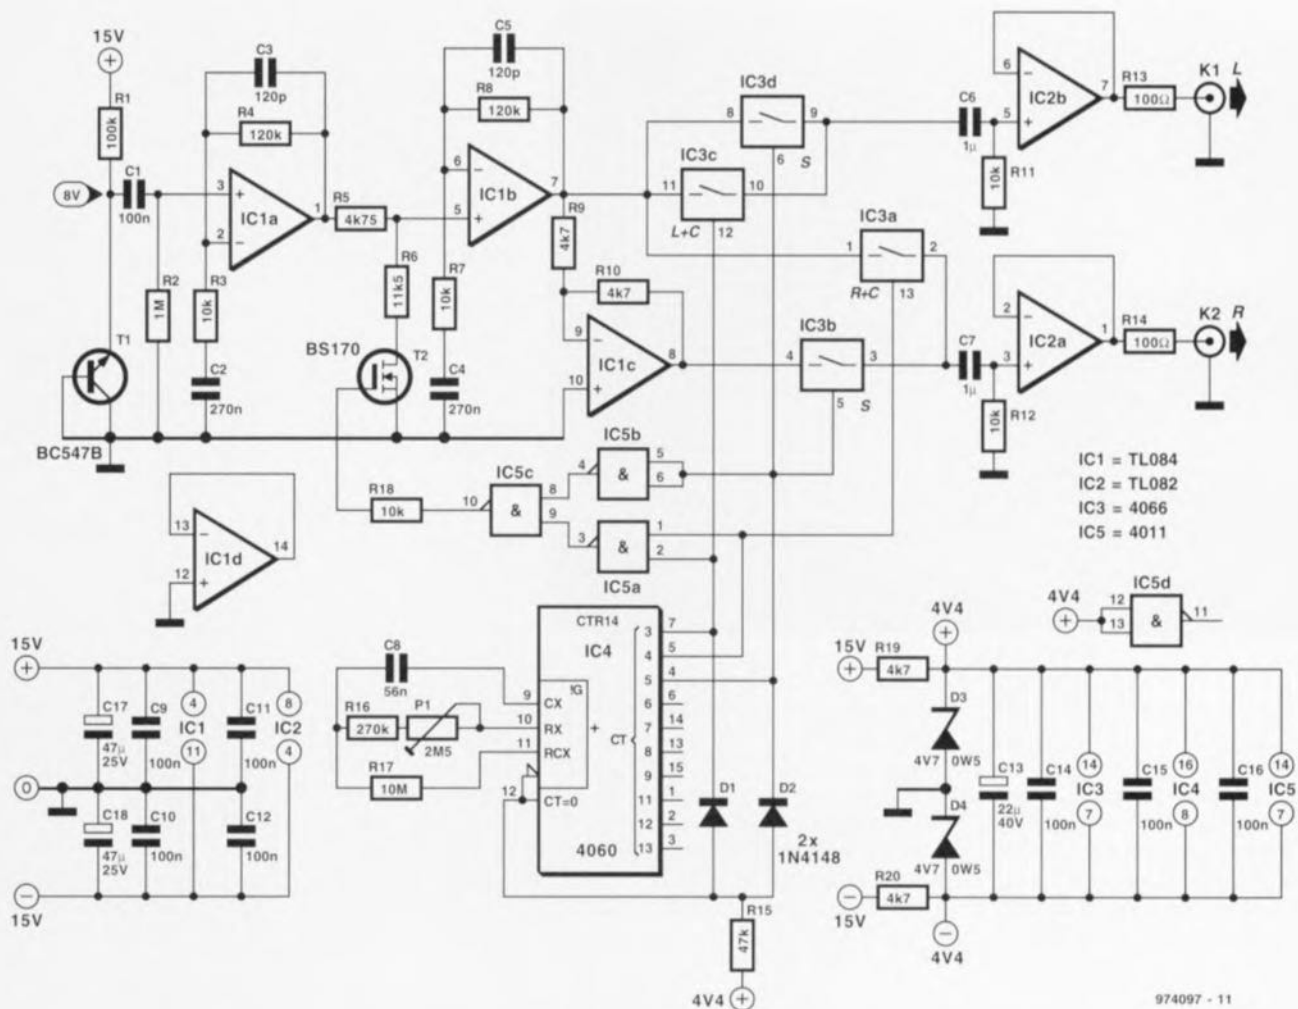 15V
+
R1
100k
8V
C1
100n
R2
1M
T1
BC547B
C3
120p
R4
120k
3
+
2
−
IC1a
1
R3
10k
C2
270n
R5
4k75
R6
11k5
BS170
T2
C5
120p
R8
120k
6
−
5
+
IC1b
7
R7
10k
C4
270n
R9
4k7
R10
4k7
9
−
10
+
IC1c
8
IC3d
8
9
6
S
IC3c
11
10
12
L+C
IC3a
1
2
13
R+C
IC3b
4
3
5
S
C6
1µ
R11
10k
6
−
5
+
IC2b
7
R13
100Ω
K1
L
C7
1µ
R12
10k
2
−
3
+
IC2a
1
R14
100Ω
K2
R
IC1 = TL084
IC2 = TL082
IC3 = 4066
IC5 = 4011
13
−
12
+
IC1d
14
R18
10k
IC5c
10
&
8
9
IC5b
4
&
5
6
3
&
1
2
IC5a
CTR14
IC4
!G
+
CT
9
CX
10
RX
11
RCX
12
CT=0
4060
3
7
4
5
5
4
6
6
7
14
8
13
9
15
11
1
12
2
13
3
C8
56n
R16
270k
P1
2M5
R17
10M
D1
D2
2x
1N4148
R15
47k
4V4
+
15V
+
C17
47µ
25V
C9
100n
4
IC1
11
C11
100n
8
IC2
4
0
C18
47µ
25V
C10
100n
C12
100n
−
15V
4V4
+
12
13
IC5d
&
11
4V4
+
15V
+
R19
4k7
D3
4V7
0W5
D4
4V7
0W5
C13
22µ
40V
C14
100n
14
IC3
7
C15
100n
16
IC4
8
C16
100n
14
IC5
7
R20
4k7
−
15V
−
4V4
974097 - 11